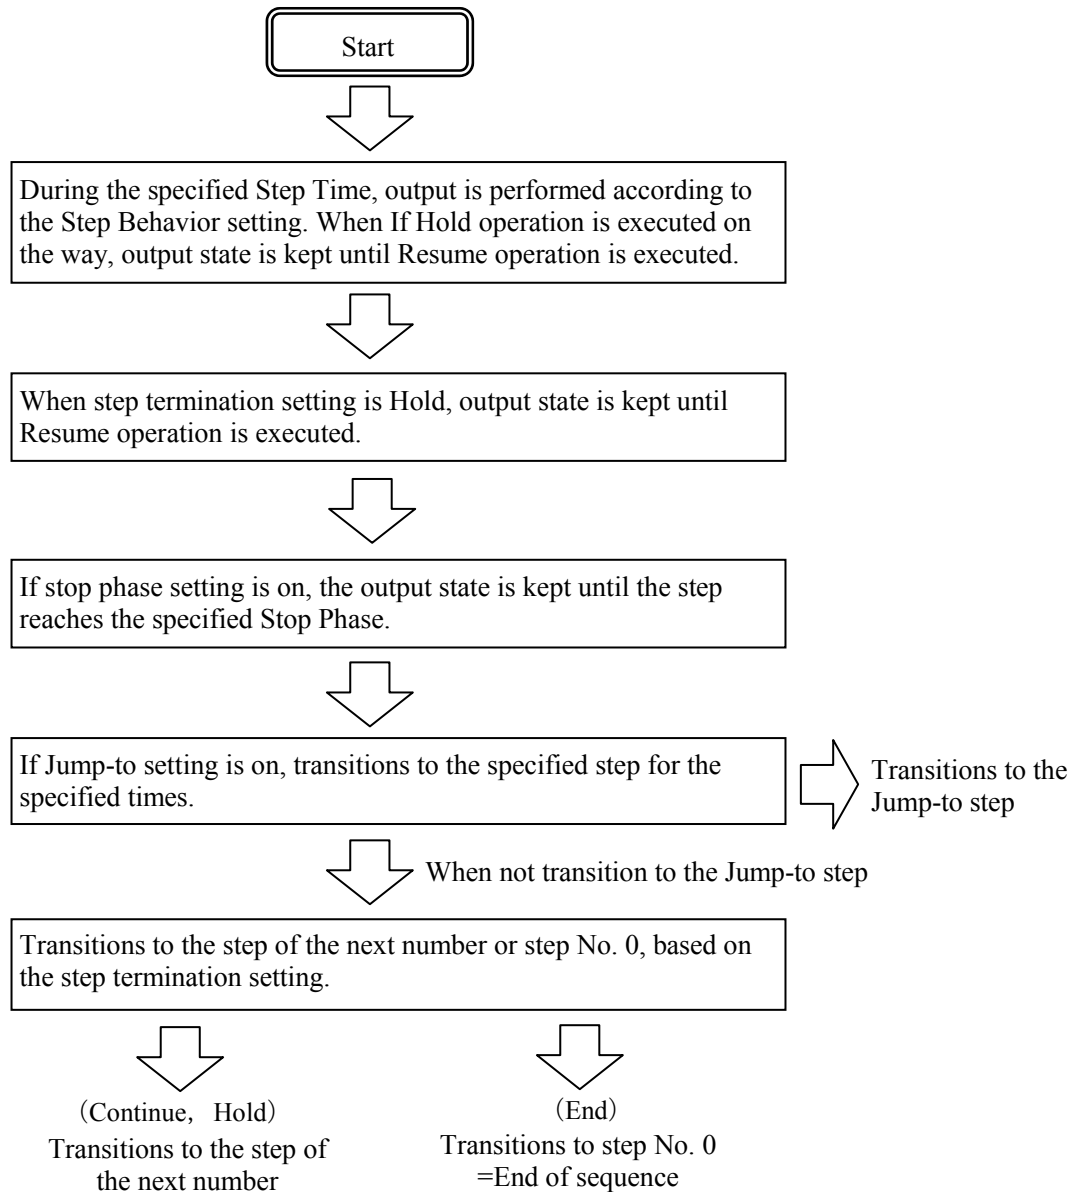 Start
During the specified Step Time, output is performed according to
the Step Behavior setting. When If Hold operation is executed on
the way, output state is kept until Resume operation is executed.
When step termination setting is Hold, output state is kept until
Resume operation is executed.
If stop phase setting is on, the output state is kept until the step
reaches the specified Stop Phase.
If Jump-to setting is on, transitions to the specified step for the
specified times.
Transitions to the
Jump-to step
When not transition to the Jump-to step
Transitions to the step of the next number or step No. 0, based on
the step termination setting.
(Continue, Hold)
Transitions to the step of
the next number
(End)
Transitions to step No. 0
=End of sequence